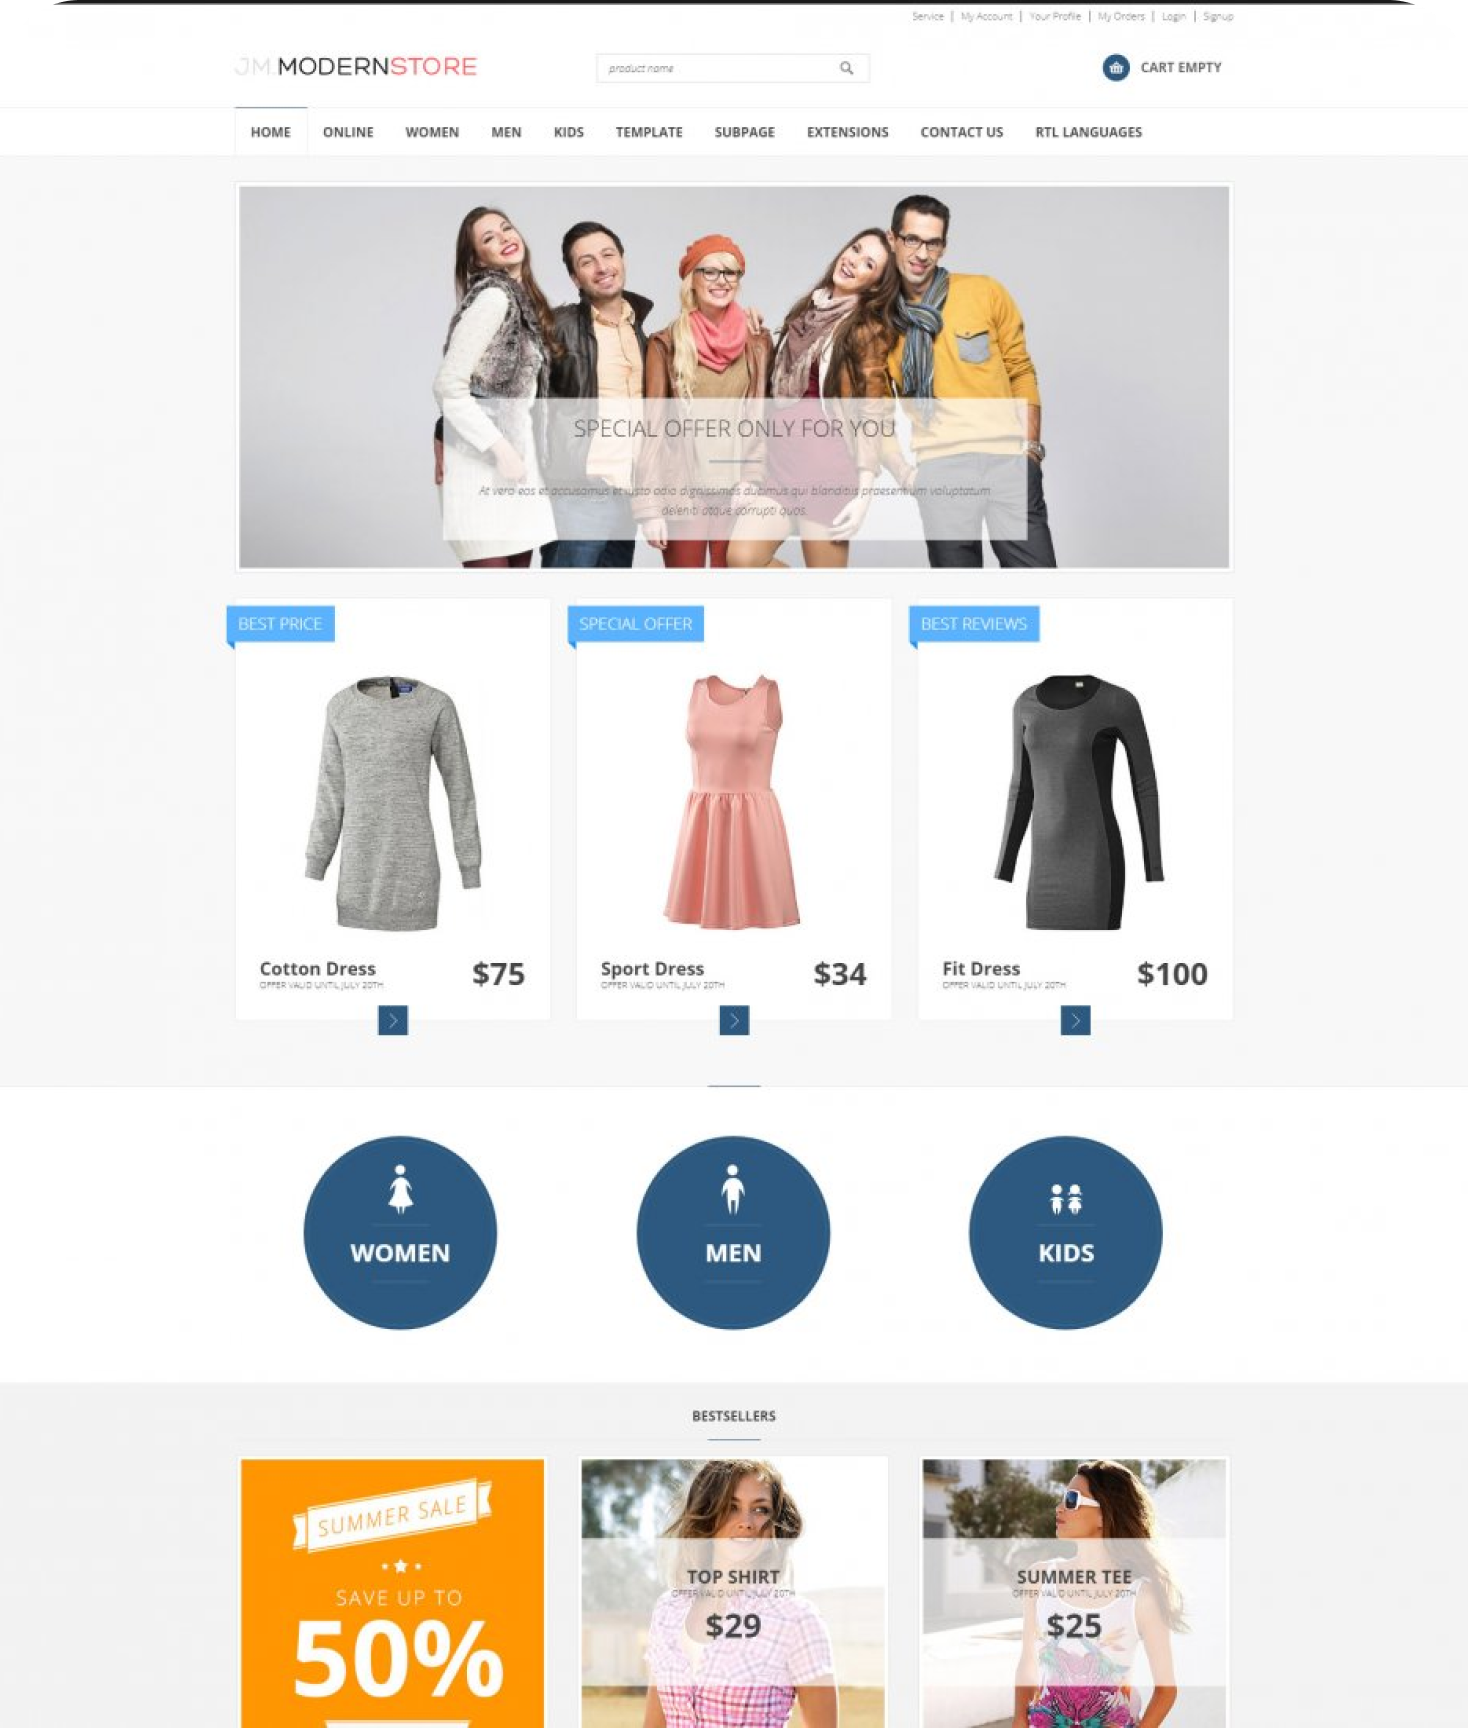 Service | My Account | Your Profile | My Orders | Login | Signup
JM.MODERNSTORE
product name
CART EMPTY
HOME ONLINE WOMEN MEN KIDS TEMPLATE SUBPAGE EXTENSIONS CONTACT US RTL LANGUAGES
SPECIAL OFFER ONLY FOR YOU
At vero eos et accusamus et iusto odio dignissimos ducimus qui blanditiis praesentium voluptatum
deleniti atque corrupti quos.
BEST PRICE
SPECIAL OFFER
BEST REVIEWS
Cotton Dress
OFFER VALID UNTIL JULY 20TH
$75
Sport Dress
OFFER VALID UNTIL JULY 20TH
$34
Fit Dress
OFFER VALID UNTIL JULY 20TH
$100
WOMEN
MEN
KIDS
BESTSELLERS
SUMMER SALE
SAVE UP TO
50%
TOP SHIRT
OFFER VALID UNTIL JULY 20TH
$29
SUMMER TEE
OFFER VALID UNTIL JULY 20TH
$25